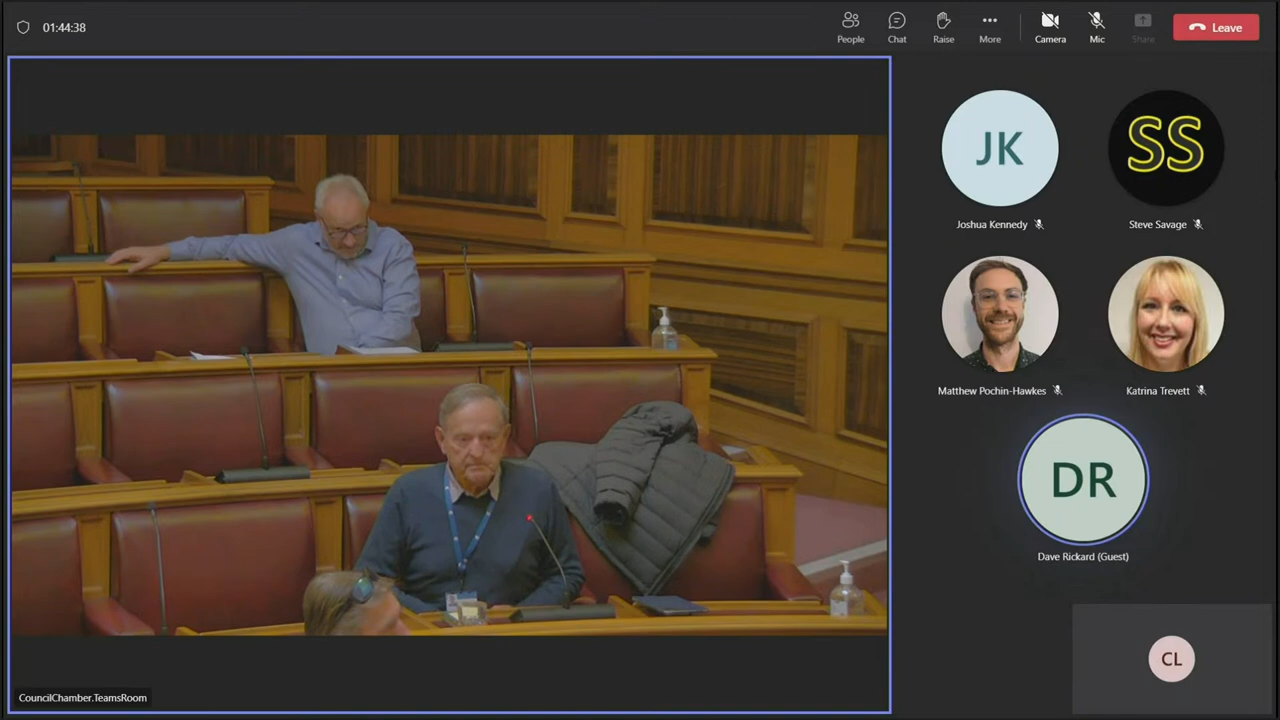 01:44:38
People
Chat
Raise
More
Camera
Mic
Share
Leave
JK
SS
Joshua Kennedy
Steve Savage
Matthew Pochin-Hawkes
Katrina Trevett
DR
Dave Rickard (Guest)
CL
CouncilChamber.TeamsRoom